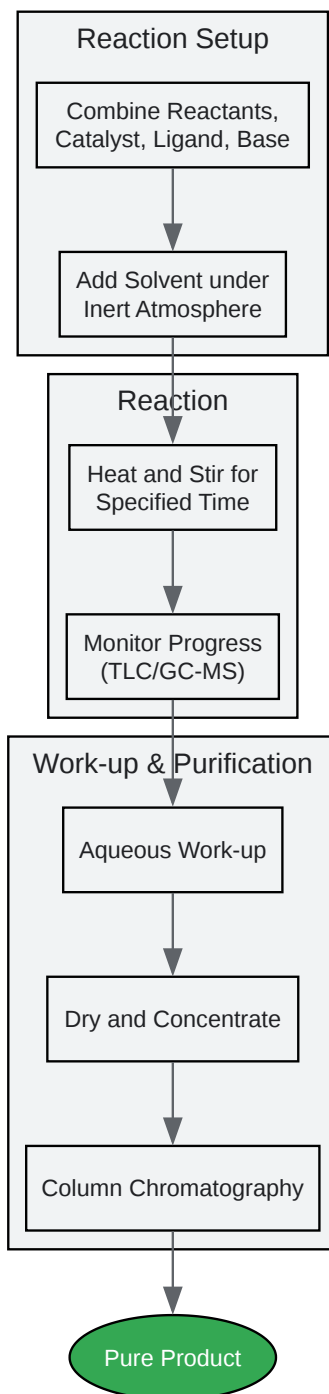 Reaction Setup
Combine Reactants,
Catalyst, Ligand, Base
Add Solvent under
Inert Atmosphere
Reaction
Heat and Stir for
Specified Time
Monitor Progress
(TLC/GC-MS)
Work-up & Purification
Aqueous Work-up
Dry and Concentrate
Column Chromatography
Pure Product